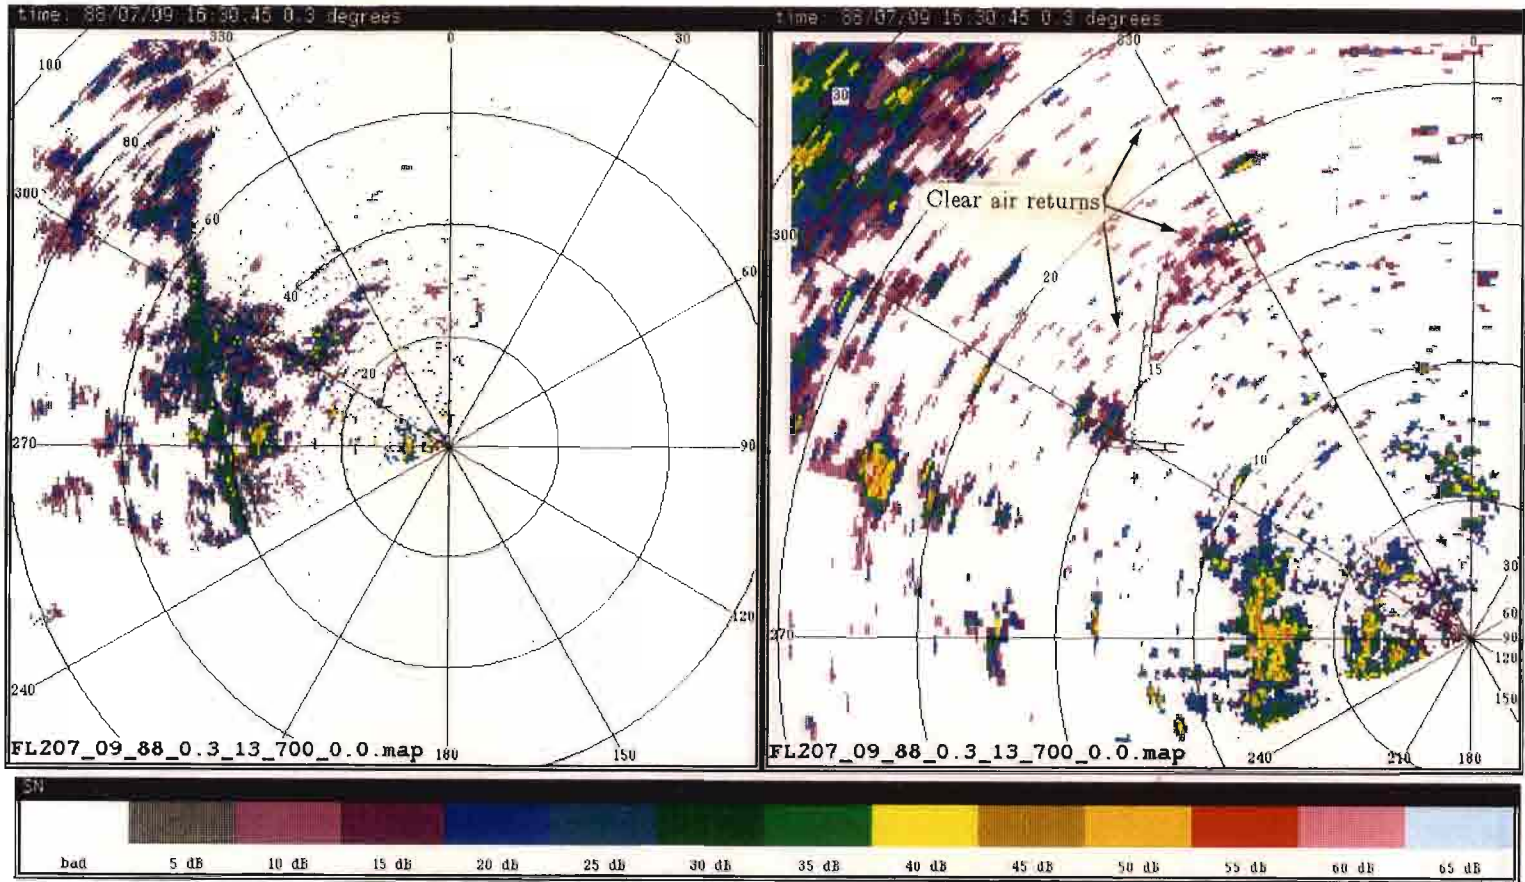 time: 88/07/09 16:30:45 0.3 degrees
330 0 30
100
80
300
60
60
40
20
270 90
120
240
FL207_09_88_0.3_13_700_0.0.map
180 150
time: 88/07/09 16:30:45 0.3 degrees
330 0
30
Clear air returns
300
20
15
10
30
60
270 90
120
150
FL207_09_88_0.3_13_700_0.0.map
240 210 180
SN
bad 5 dB 10 dB 15 dB 20 dB 25 dB 30 dB 35 dB 40 dB 45 dB 50 dB 55 dB 60 dB 65 dB